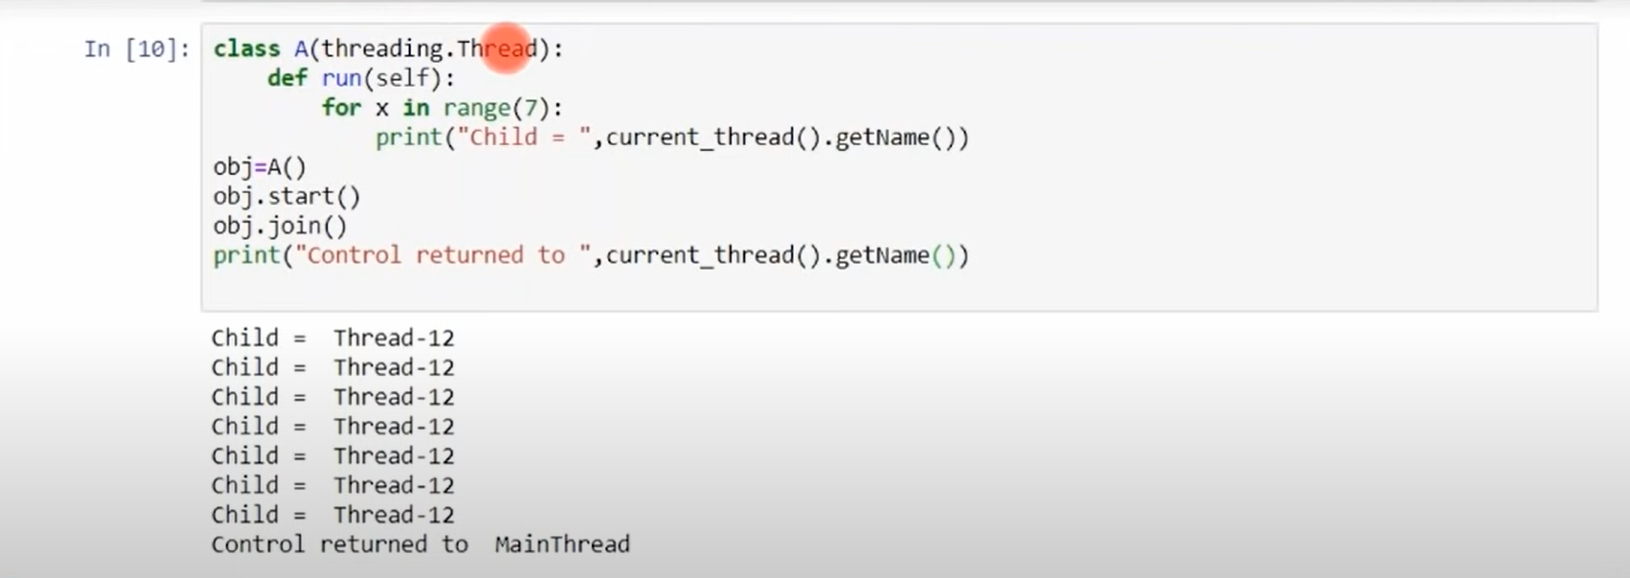 In [10]: class A(threading.Thread):
    def run(self):
        for x in range(7):
            print("Child = ",current_thread().getName())
obj=A()
obj.start()
obj.join()
print("Control returned to ",current_thread().getName())
Child =  Thread-12
Child =  Thread-12
Child =  Thread-12
Child =  Thread-12
Child =  Thread-12
Child =  Thread-12
Child =  Thread-12
Control returned to  MainThread